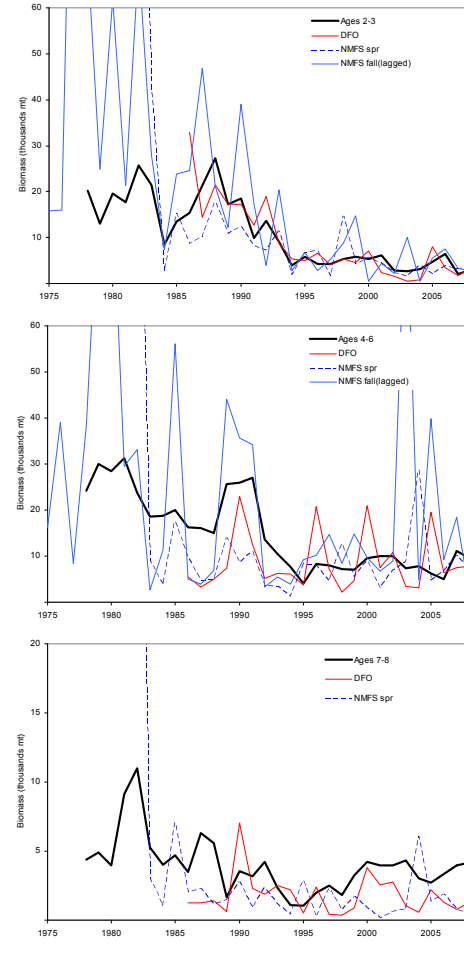 60
50
40
30
20
10
Biomass (thousands mt)
Ages 2-3
DFO
NMFS spr
NMFS fall(lagged)
1975 1980 1985 1990 1995 2000 2005
60
50
40
30
20
10
Biomass (thousands mt)
Ages 4-6
DFO
NMFS spr
NMFS fall(lagged)
1975 1980 1985 1990 1995 2000 2005
20
15
10
5
Biomass (thousands mt)
Ages 7-8
DFO
NMFS spr
1975 1980 1985 1990 1995 2000 2005